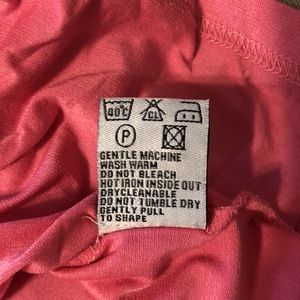 40°C CL
P
GENTLE MACHINE
WASH WARM
DO NOT BLEACH
HOT IRON INSIDE OUT
DRYCLEANABLE
DO NOT TUMBLE DRY
GENTLY PULL
TO SHAPE